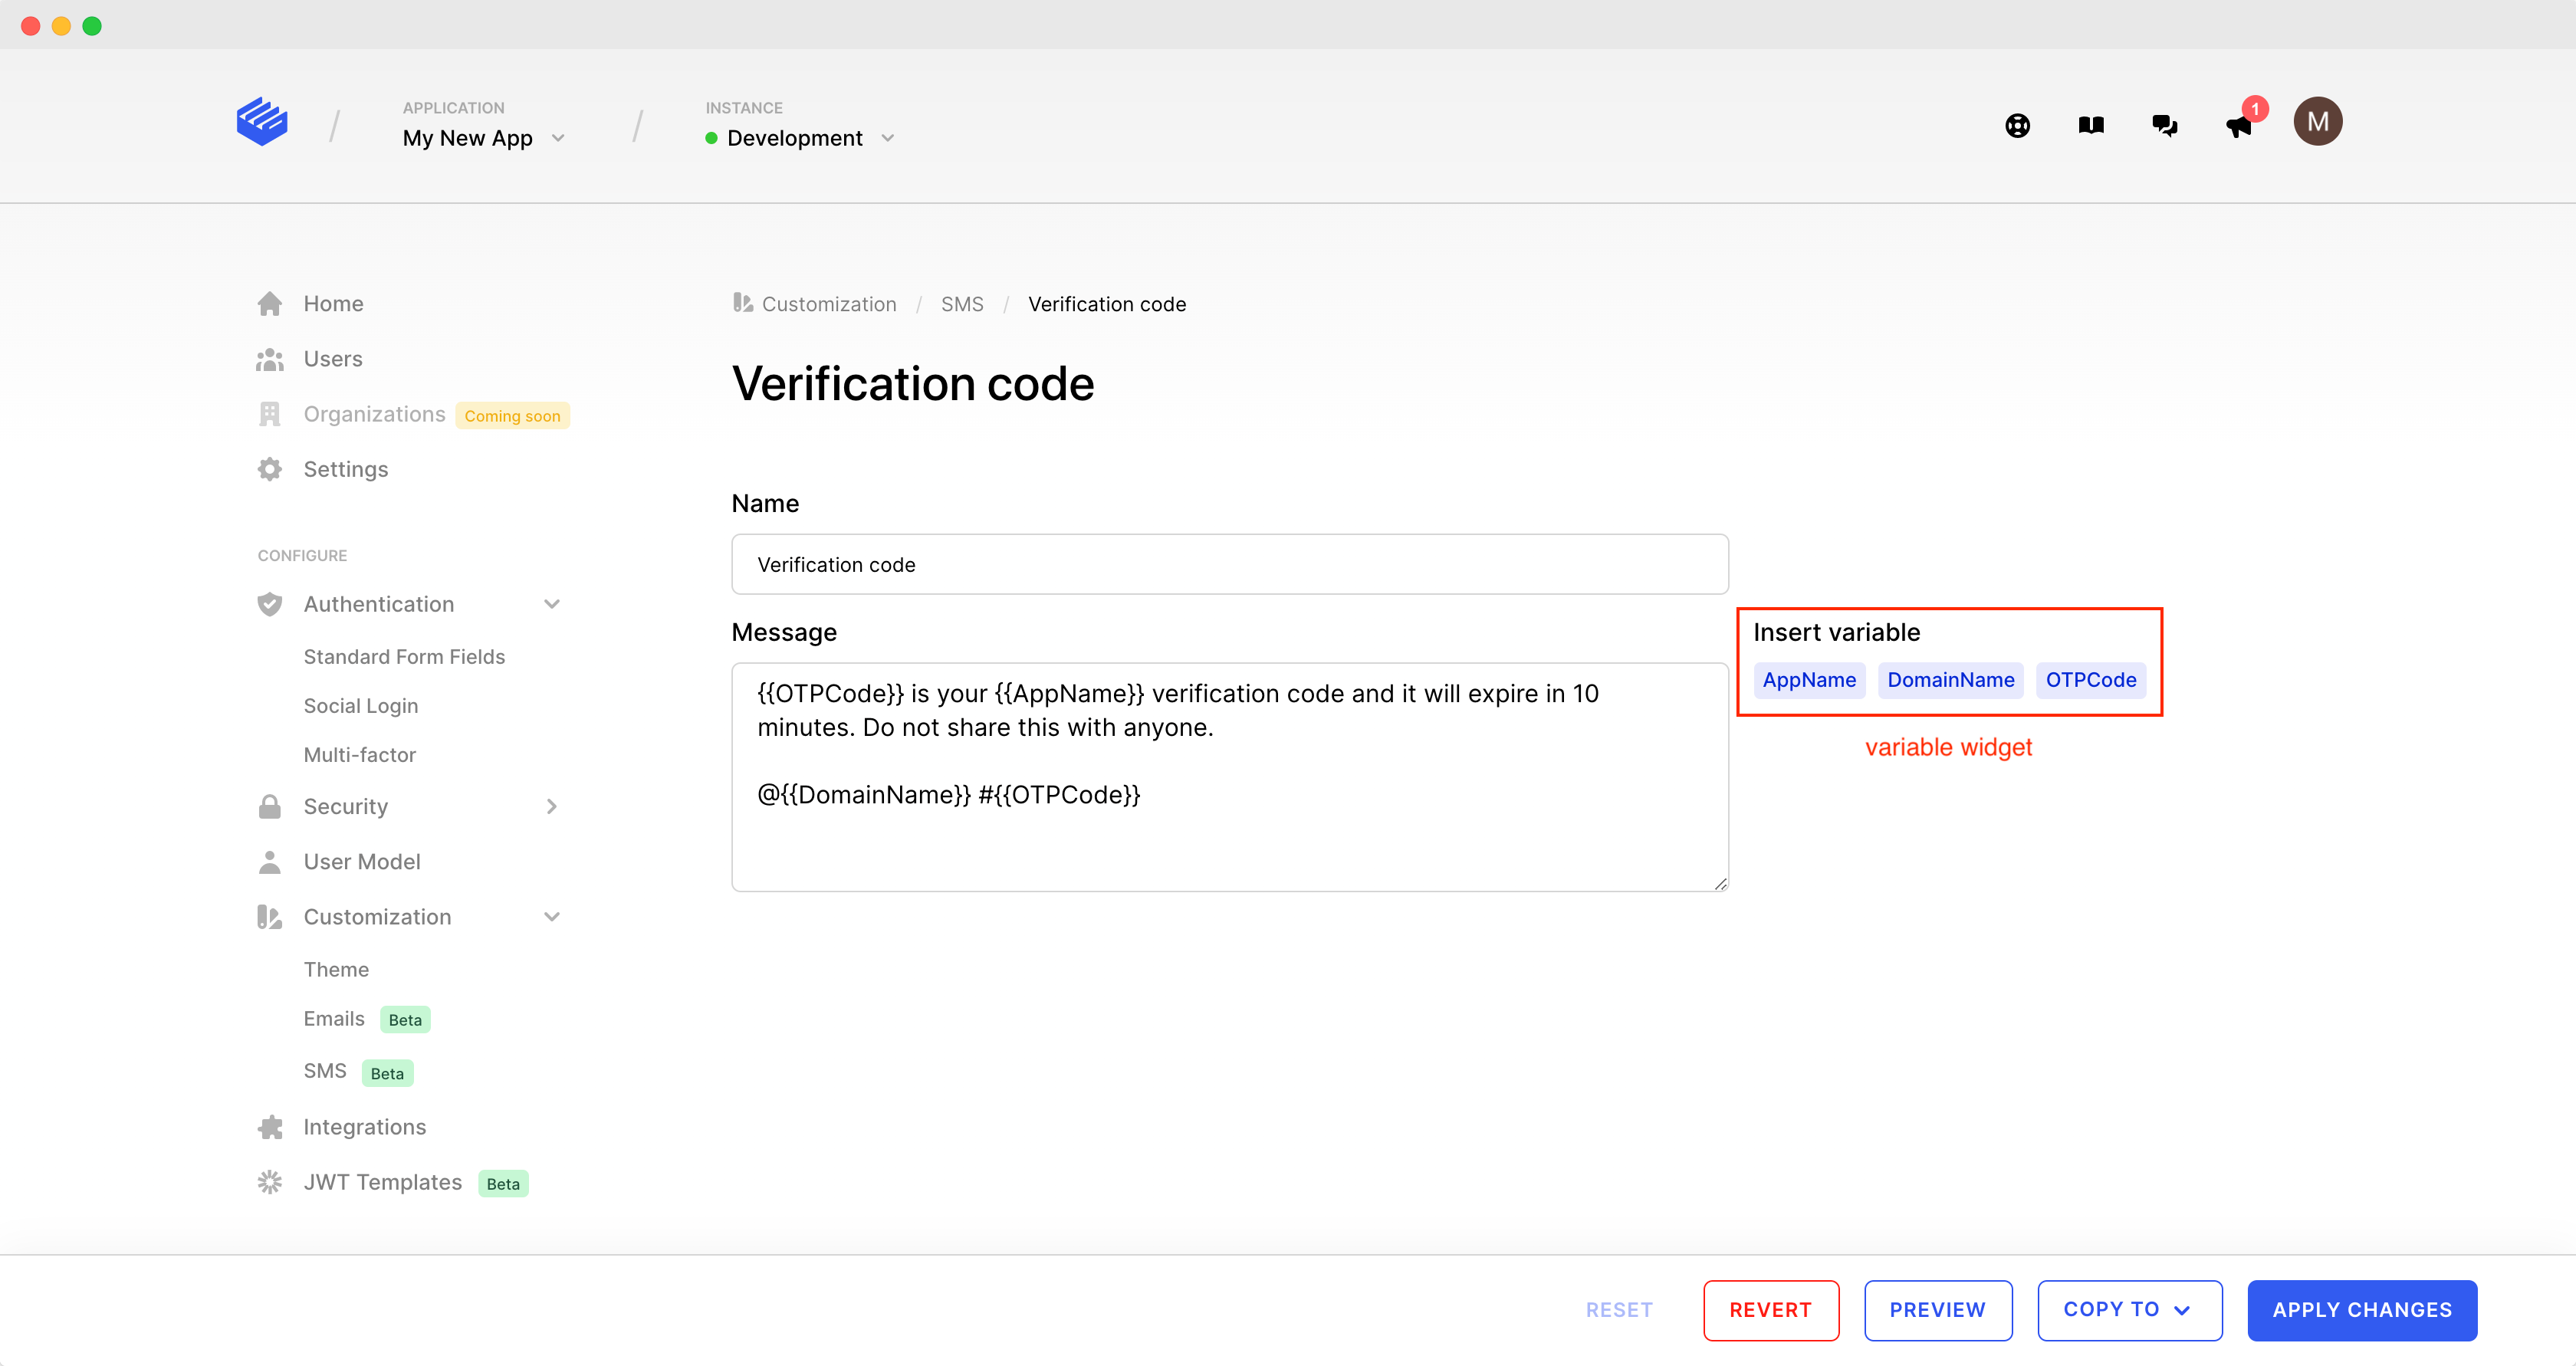 APPLICATION
My New App
INSTANCE
Development
1
M
Home
Users
Organizations Coming soon
Settings
CONFIGURE
Authentication
Standard Form Fields
Social Login
Multi-factor
Security
User Model
Customization
Theme
Emails Beta
SMS Beta
Integrations
JWT Templates Beta
Customization / SMS / Verification code
Verification code
Name
Verification code
Message
{{OTPCode}} is your {{AppName}} verification code and it will expire in 10
minutes. Do not share this with anyone.
@{{DomainName}} #{{OTPCode}}
Insert variable
AppName DomainName OTPCode
variable widget
RESET REVERT PREVIEW COPY TO APPLY CHANGES